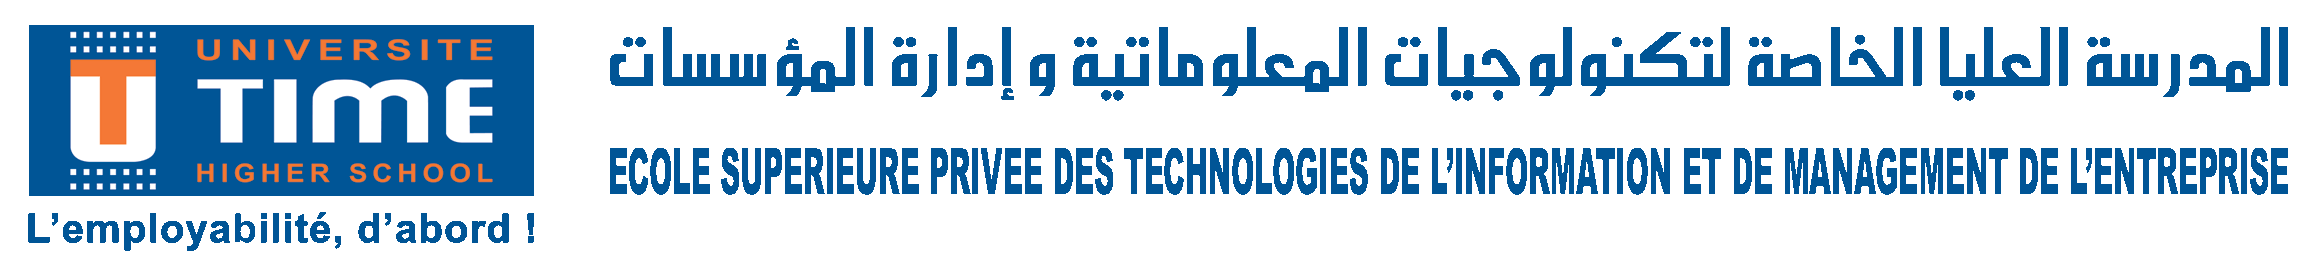 UNIVERSITE
TIME
HIGHER SCHOOL
L’employabilité, d’abord !
المدرسة العليا الخاصة لتكنولوجيات المعلوماتية و إدارة المؤسسات
ECOLE SUPERIEURE PRIVEE DES TECHNOLOGIES DE L’INFORMATION ET DE MANAGEMENT DE L’ENTREPRISE